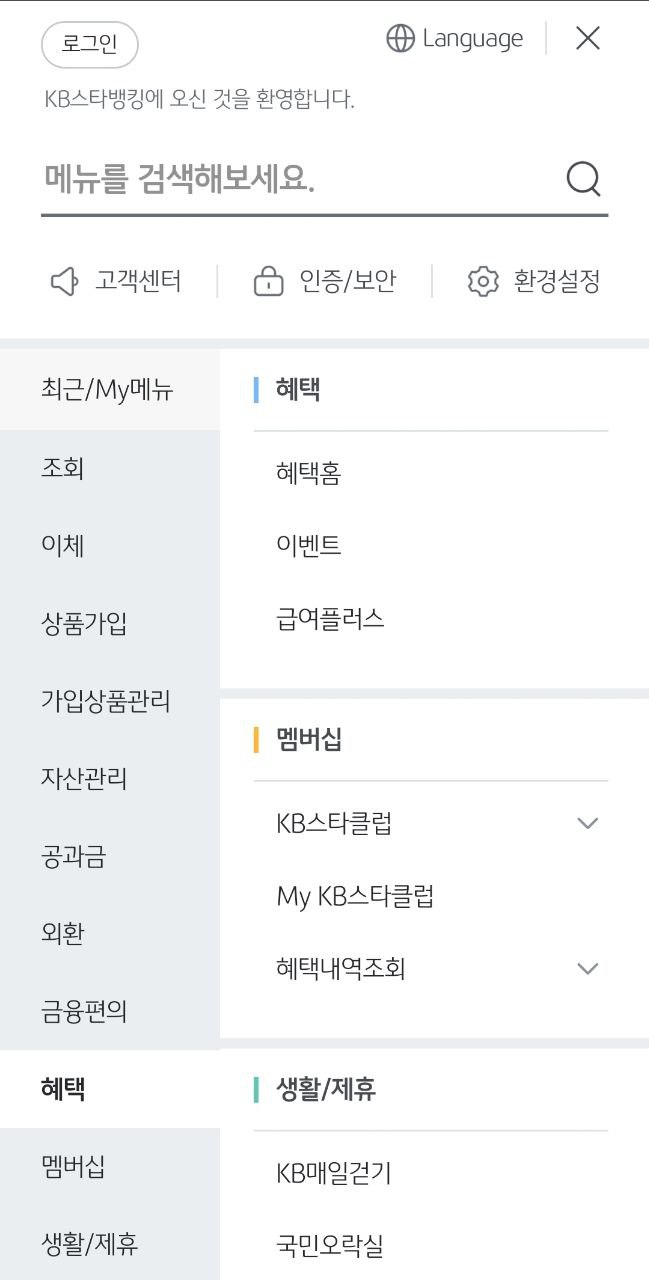 로그인
Language
KB스타뱅킹에 오신 것을 환영합니다.
메뉴를 검색해보세요.
고객센터
인증/보안
환경설정
최근/My메뉴
조회
이체
상품가입
가입상품관리
자산관리
공과금
외환
금융편의
혜택
멤버십
생활/제휴
혜택
혜택홈
이벤트
급여플러스
멤버십
KB스타클럽
My KB스타클럽
혜택내역조회
생활/제휴
KB매일걷기
국민오락실